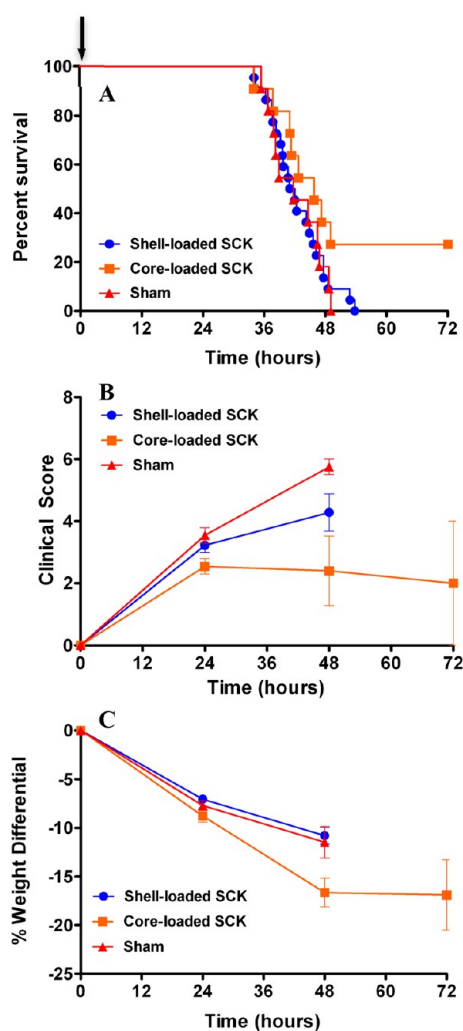 A
100
80
60
40
20
0
Percent survival
Shell-loaded SCK
Core-loaded SCK
Sham
0 12 24 36 48 60 72
Time (hours)
B
8
6
4
2
0
Clinical Score
Shell-loaded SCK
Core-loaded SCK
Sham
0 12 24 36 48 60 72
Time (hours)
C
0
-5
-10
-15
-20
-25
% Weight Differential
Shell-loaded SCK
Core-loaded SCK
Sham
0 12 24 36 48 60 72
Time (hours)